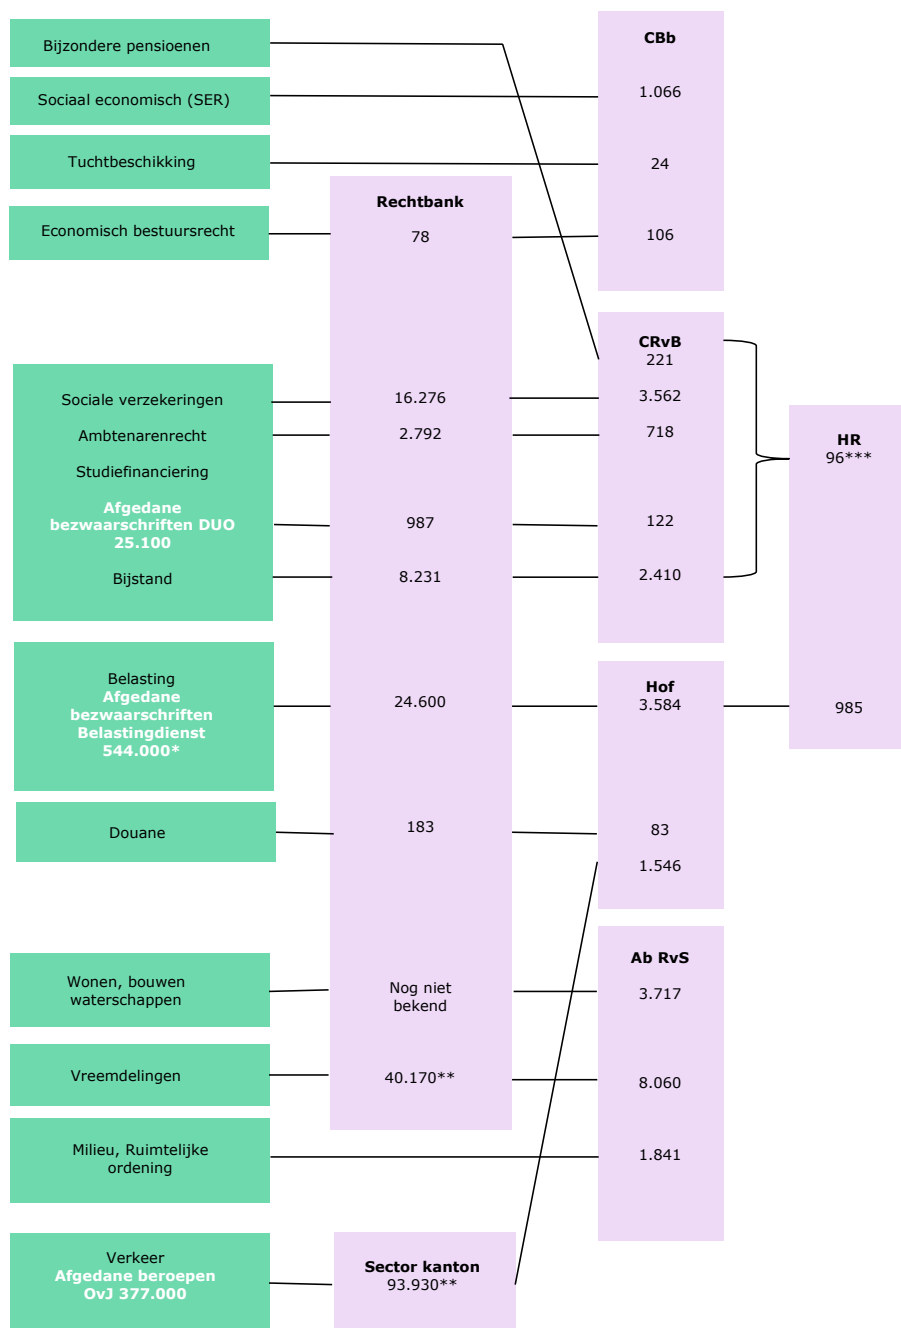 Bijzondere pensioenen
CBb
Sociaal economisch (SER)
1.066
Tuchtbeschikking
24
Rechtbank
Economisch bestuursrecht
78
106
CRvB
221
Sociale verzekeringen
16.276
3.562
Ambtenarenrecht
2.792
718
HR
96***
Studiefinanciering
Afgedane
bezwaarschriften DUO
25.100
987
122
Bijstand
8.231
2.410
Belasting
Afgedane
bezwaarschriften
Belastingdienst
544.000*
24.600
Hof
3.584
985
Douane
183
83
1.546
Ab RvS
Wonen, bouwen
waterschappen
Nog niet
bekend
3.717
Vreemdelingen
40.170**
8.060
Milieu, Ruimtelijke
ordening
1.841
Verkeer
Afgedane beroepen
OvJ 377.000
Sector kanton
93.930**